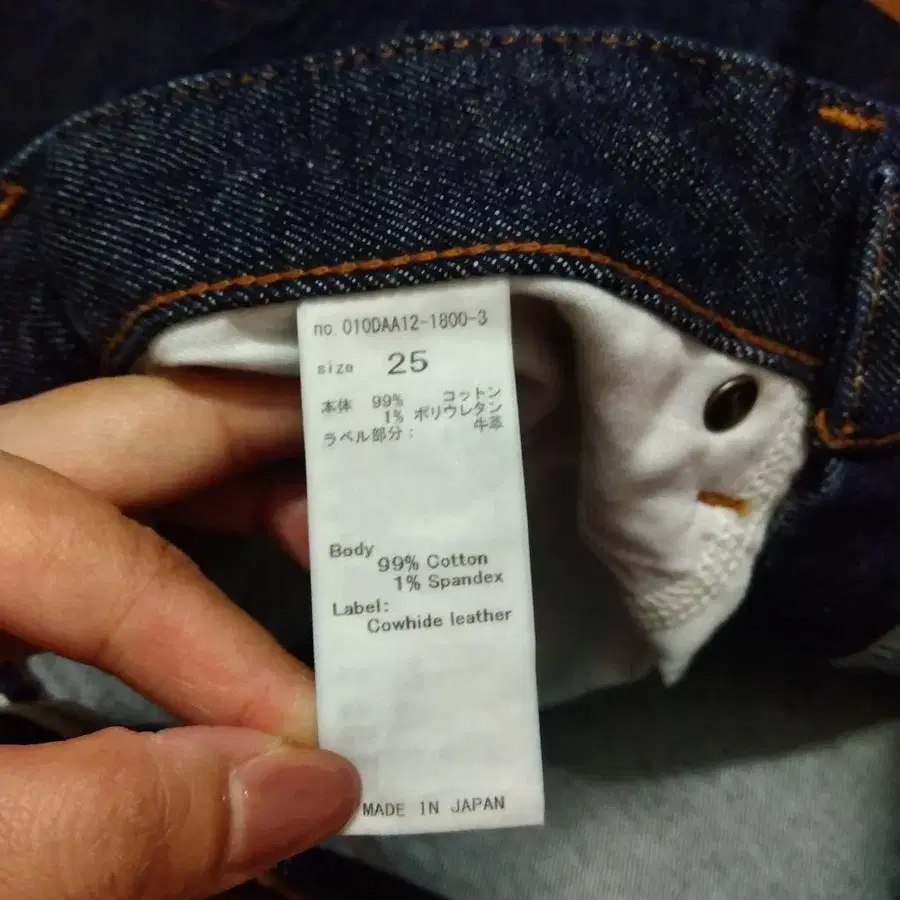 no. 010DAA12-1800-3
size 25
本体 99% コットン
1% ポリウレタン
ラベル部分: 牛革
Body
99% Cotton
1% Spandex
Label:
Cowhide leather
MADE IN JAPAN